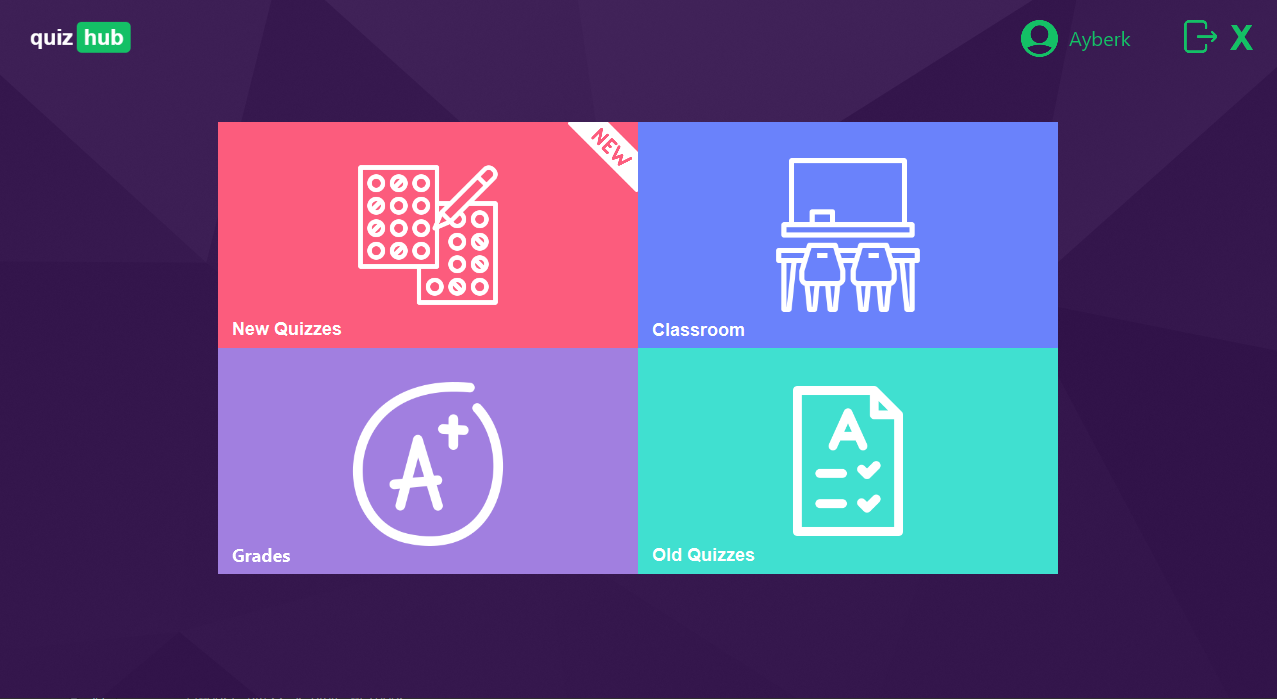 quiz hub
Ayberk
X
NEW
New Quizzes
Classroom
A+
Grades
A
Old Quizzes